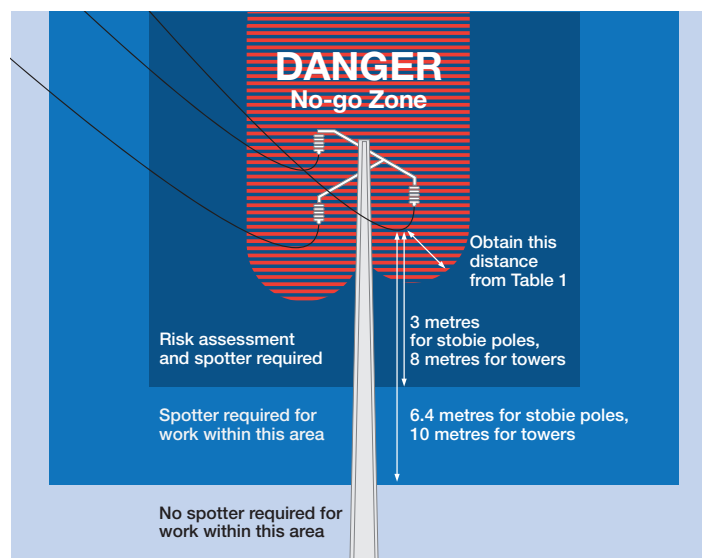 DANGER
No-go Zone
Obtain this
distance
from Table 1
Risk assessment
and spotter required
3 metres
for stobie poles,
8 metres for towers
Spotter required for
work within this area
6.4 metres for stobie poles,
10 metres for towers
No spotter required for
work within this area